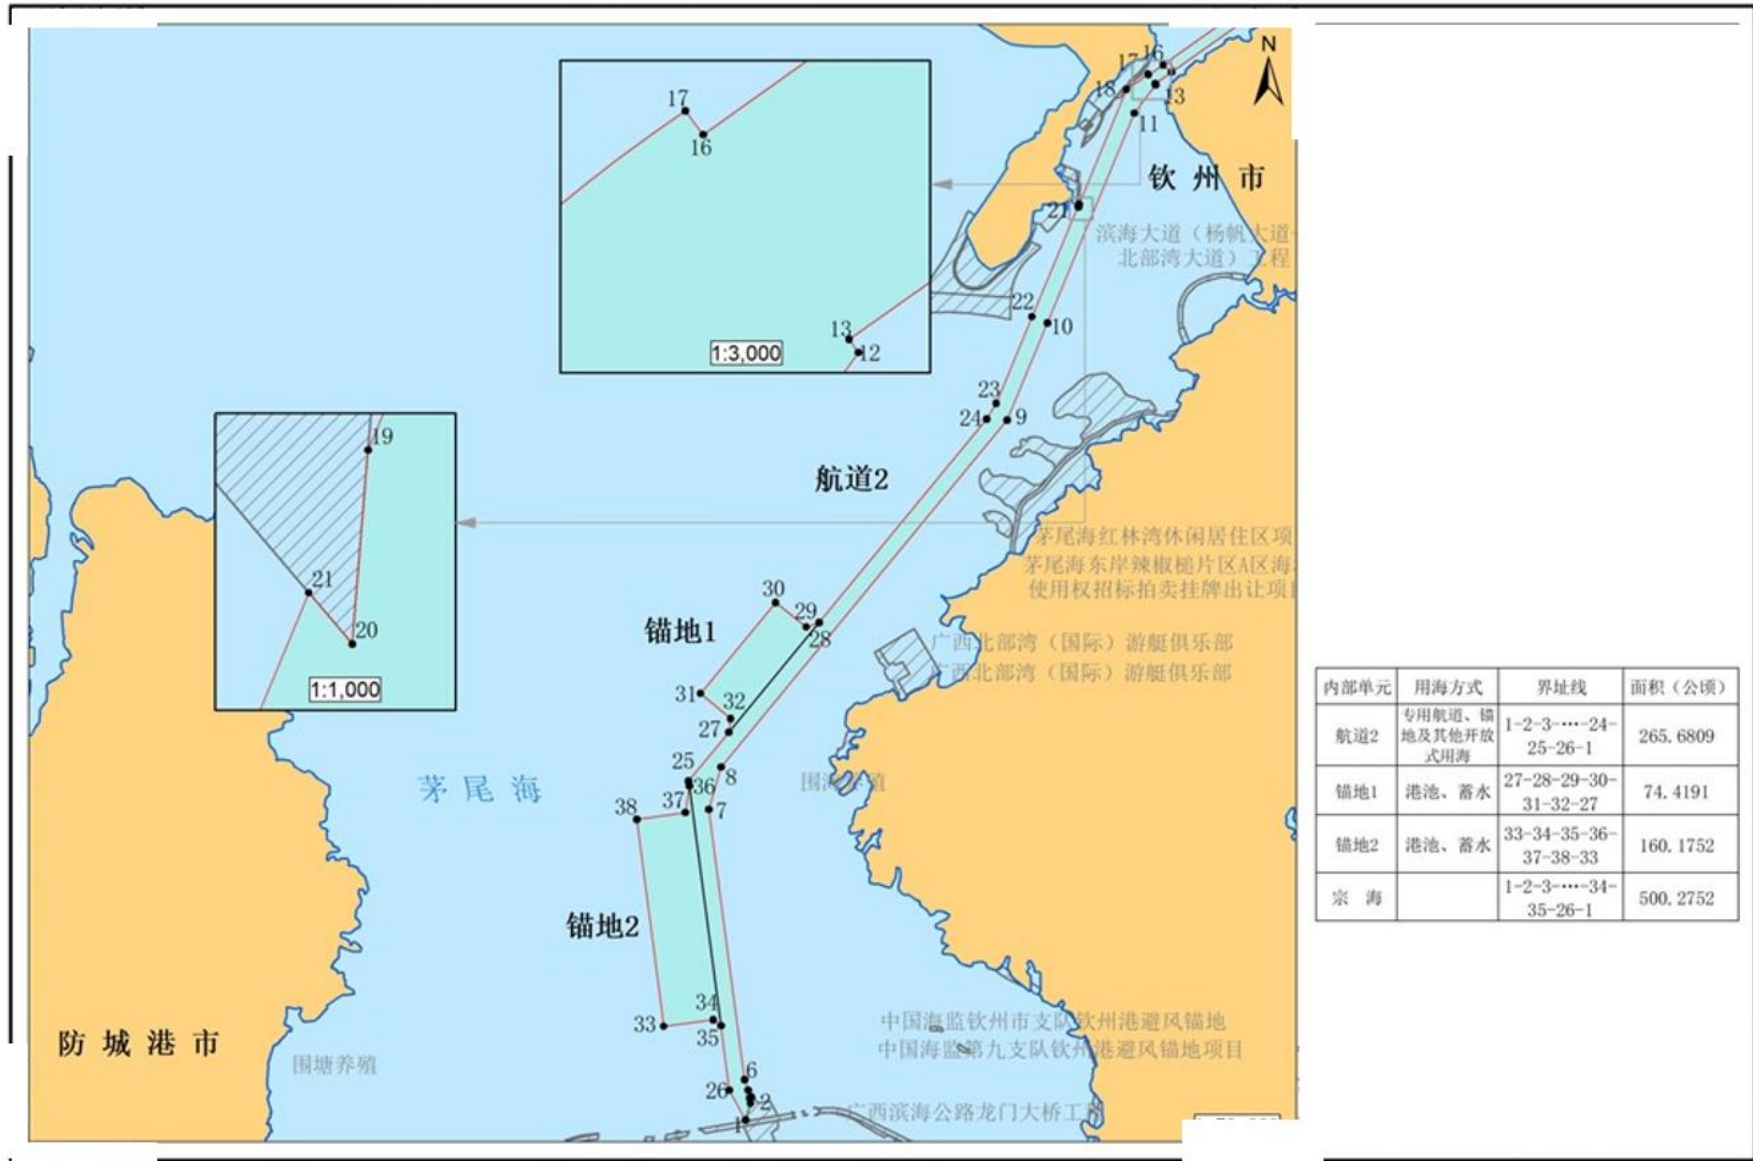 N
17
16
18
13
11
钦州市
17
16
21
滨海大道(杨帆大道-
北部湾大道)工程
22
10
13
12
1:3,000
23
24
9
19
21
20
1:1,000
航道2
茅尾海红林湾休闲居住区项
茅尾海东岸辣椒槌片区A区海
使用权招标拍卖挂牌出让项目
30
29
28
锚地1
广西北部湾(国际)游艇俱乐部
广西北部湾(国际)游艇俱乐部
31
32
27
25
8
36
围海养殖
茅尾海
37
38
7
锚地2
34
33
35
中国海监钦州市支队钦州港避风锚地
中国海监第九支队钦州港避风锚地项目
防城港市
围塘养殖
6
26
2
1
广西滨海公路龙门大桥工程
内部单元 用海方式 界址线 面积(公顷)
航道2 专用航道、锚地及其他开放式用海 1-2-3-…-24-25-26-1 265.6809
锚地1 港池、蓄水 27-28-29-30-31-32-27 74.4191
锚地2 港池、蓄水 33-34-35-36-37-38-33 160.1752
宗海 1-2-3-…-34-35-26-1 500.2752